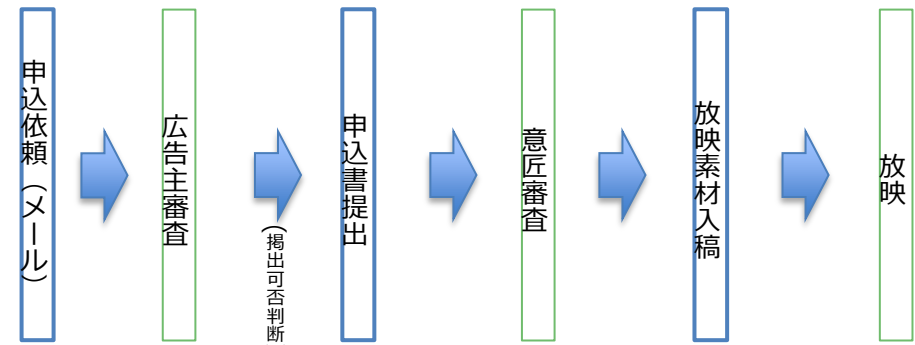 申込依頼（メール）
広告主審査
（掲出可否判断
申込書提出
意匠審査
放映素材入稿
放映